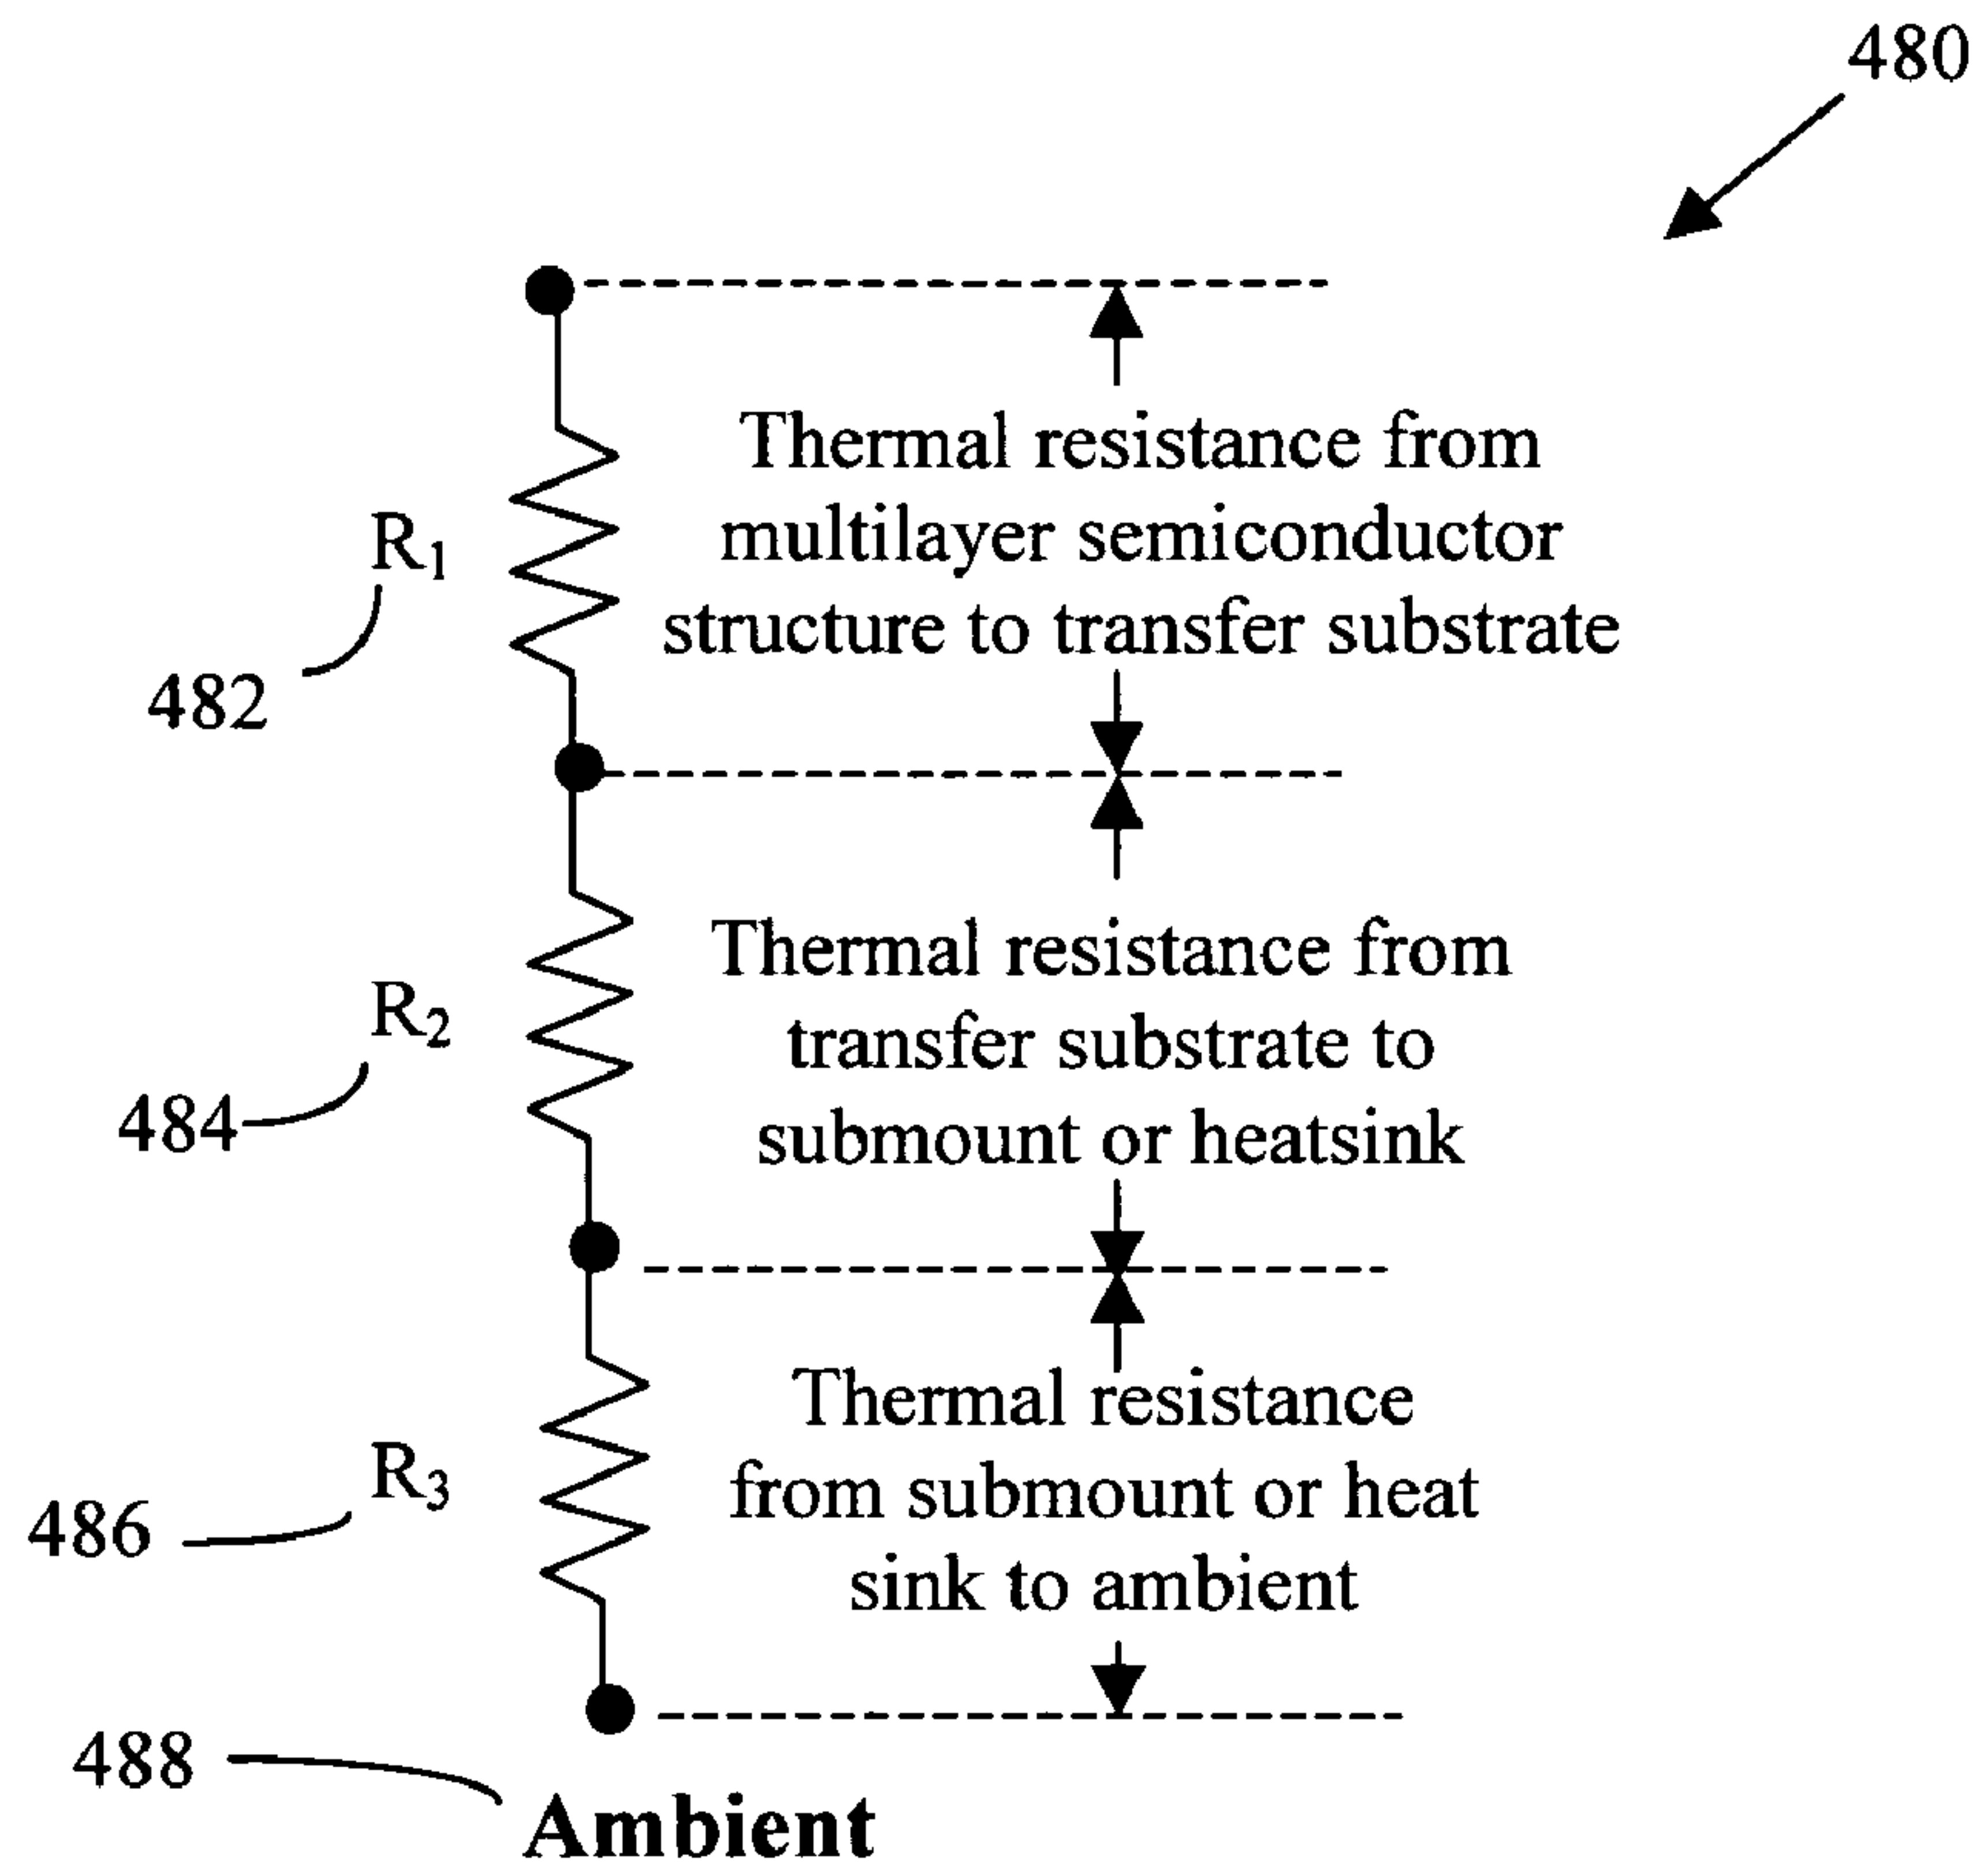 480
Thermal resistance from
multilayer semiconductor
structure to transfer substrate
R1
482
Thermal resistance from
transfer substrate to
submount or heatsink
R2
484
Thermal resistance
from submount or heat
sink to ambient
R3
486
488
Ambient